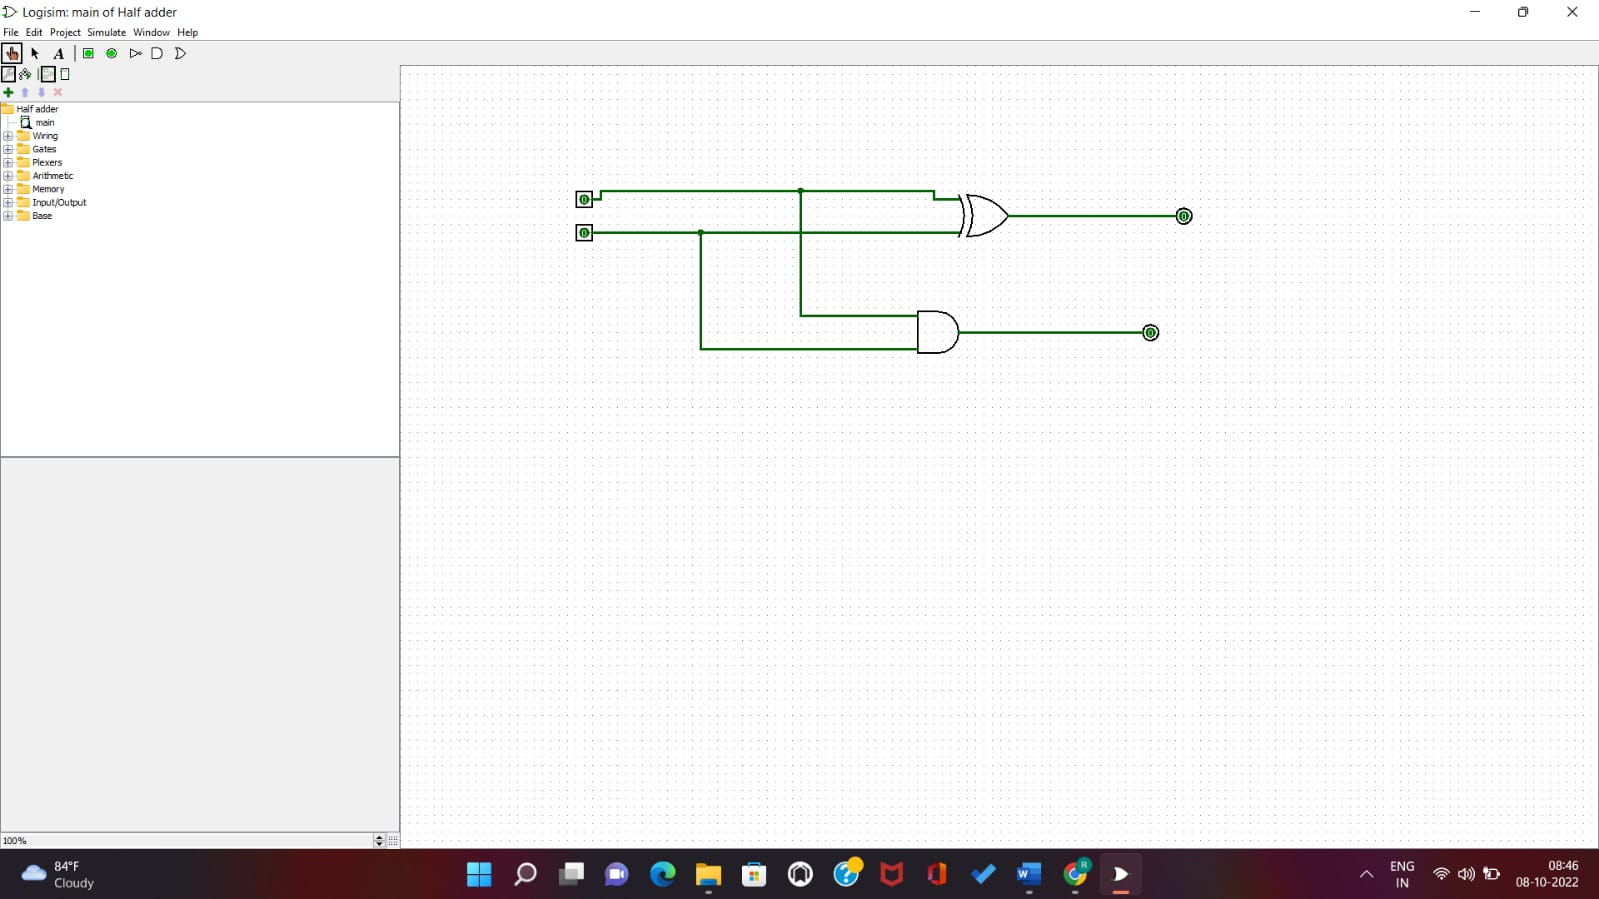 Logisim: main of Half adder
File Edit Project Simulate Window Help
A
Half adder
main
Wiring
Gates
Plexers
Arithmetic
Memory
Input/Output
Base
0
0
0
0
100%
84°F
Cloudy
R
ENG
IN
08:46
08-10-2022